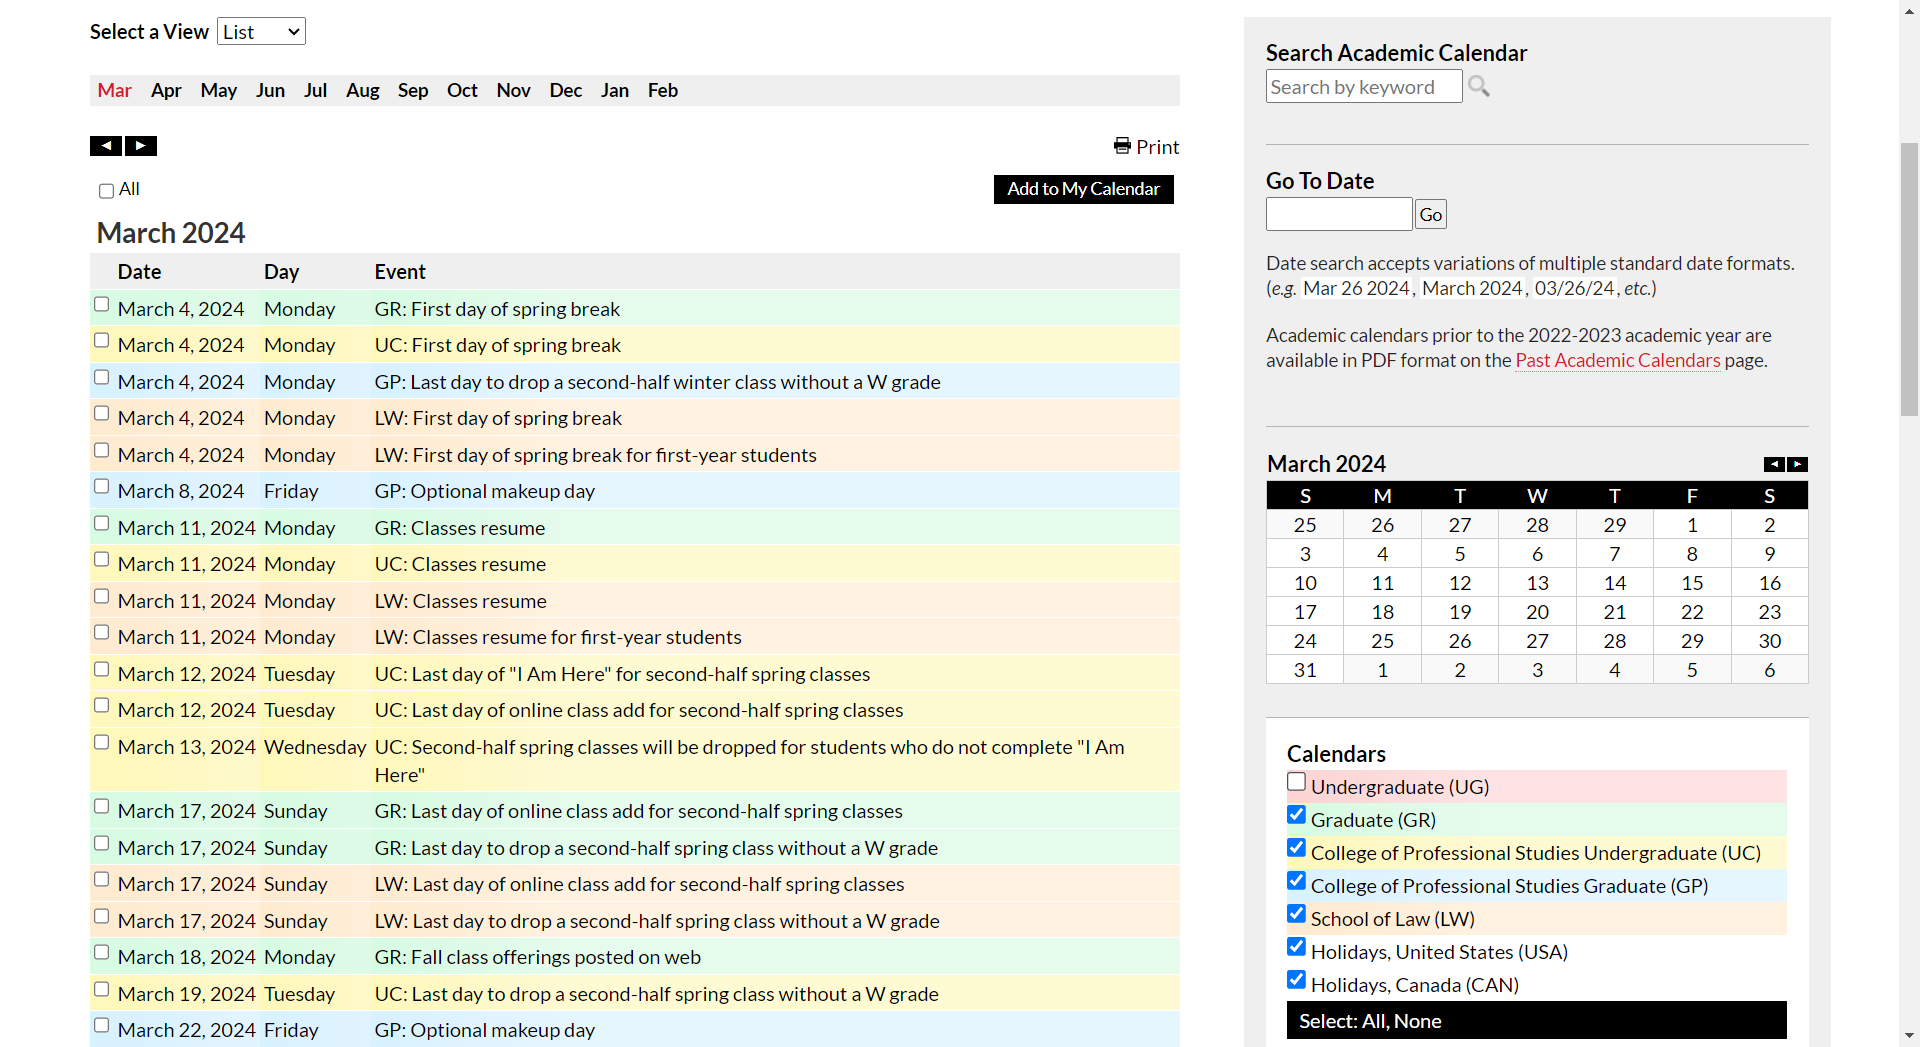 Select a View List
Mar Apr May Jun Jul Aug Sep Oct Nov Dec Jan Feb
Print
All
Add to My Calendar
March 2024
Date Day Event
March 4, 2024 Monday GR: First day of spring break
March 4, 2024 Monday UC: First day of spring break
March 4, 2024 Monday GP: Last day to drop a second-half winter class without a W grade
March 4, 2024 Monday LW: First day of spring break
March 4, 2024 Monday LW: First day of spring break for first-year students
March 8, 2024 Friday GP: Optional makeup day
March 11, 2024 Monday GR: Classes resume
March 11, 2024 Monday UC: Classes resume
March 11, 2024 Monday LW: Classes resume
March 11, 2024 Monday LW: Classes resume for first-year students
March 12, 2024 Tuesday UC: Last day of "I Am Here" for second-half spring classes
March 12, 2024 Tuesday UC: Last day of online class add for second-half spring classes
March 13, 2024 Wednesday UC: Second-half spring classes will be dropped for students who do not complete "I Am
Here"
March 17, 2024 Sunday GR: Last day of online class add for second-half spring classes
March 17, 2024 Sunday GR: Last day to drop a second-half spring class without a W grade
March 17, 2024 Sunday LW: Last day of online class add for second-half spring classes
March 17, 2024 Sunday LW: Last day to drop a second-half spring class without a W grade
March 18, 2024 Monday GR: Fall class offerings posted on web
March 19, 2024 Tuesday UC: Last day to drop a second-half spring class without a W grade
March 22, 2024 Friday GP: Optional makeup day
Search Academic Calendar
Search by keyword
Go To Date
Go
Date search accepts variations of multiple standard date formats.
(e.g. Mar 26 2024, March 2024, 03/26/24, etc.)
Academic calendars prior to the 2022-2023 academic year are
available in PDF format on the Past Academic Calendars page.
March 2024
S M T W T F S
25 26 27 28 29 1 2
3 4 5 6 7 8 9
10 11 12 13 14 15 16
17 18 19 20 21 22 23
24 25 26 27 28 29 30
31 1 2 3 4 5 6
Calendars
Undergraduate (UG)
Graduate (GR)
College of Professional Studies Undergraduate (UC)
College of Professional Studies Graduate (GP)
School of Law (LW)
Holidays, United States (USA)
Holidays, Canada (CAN)
Select: All, None